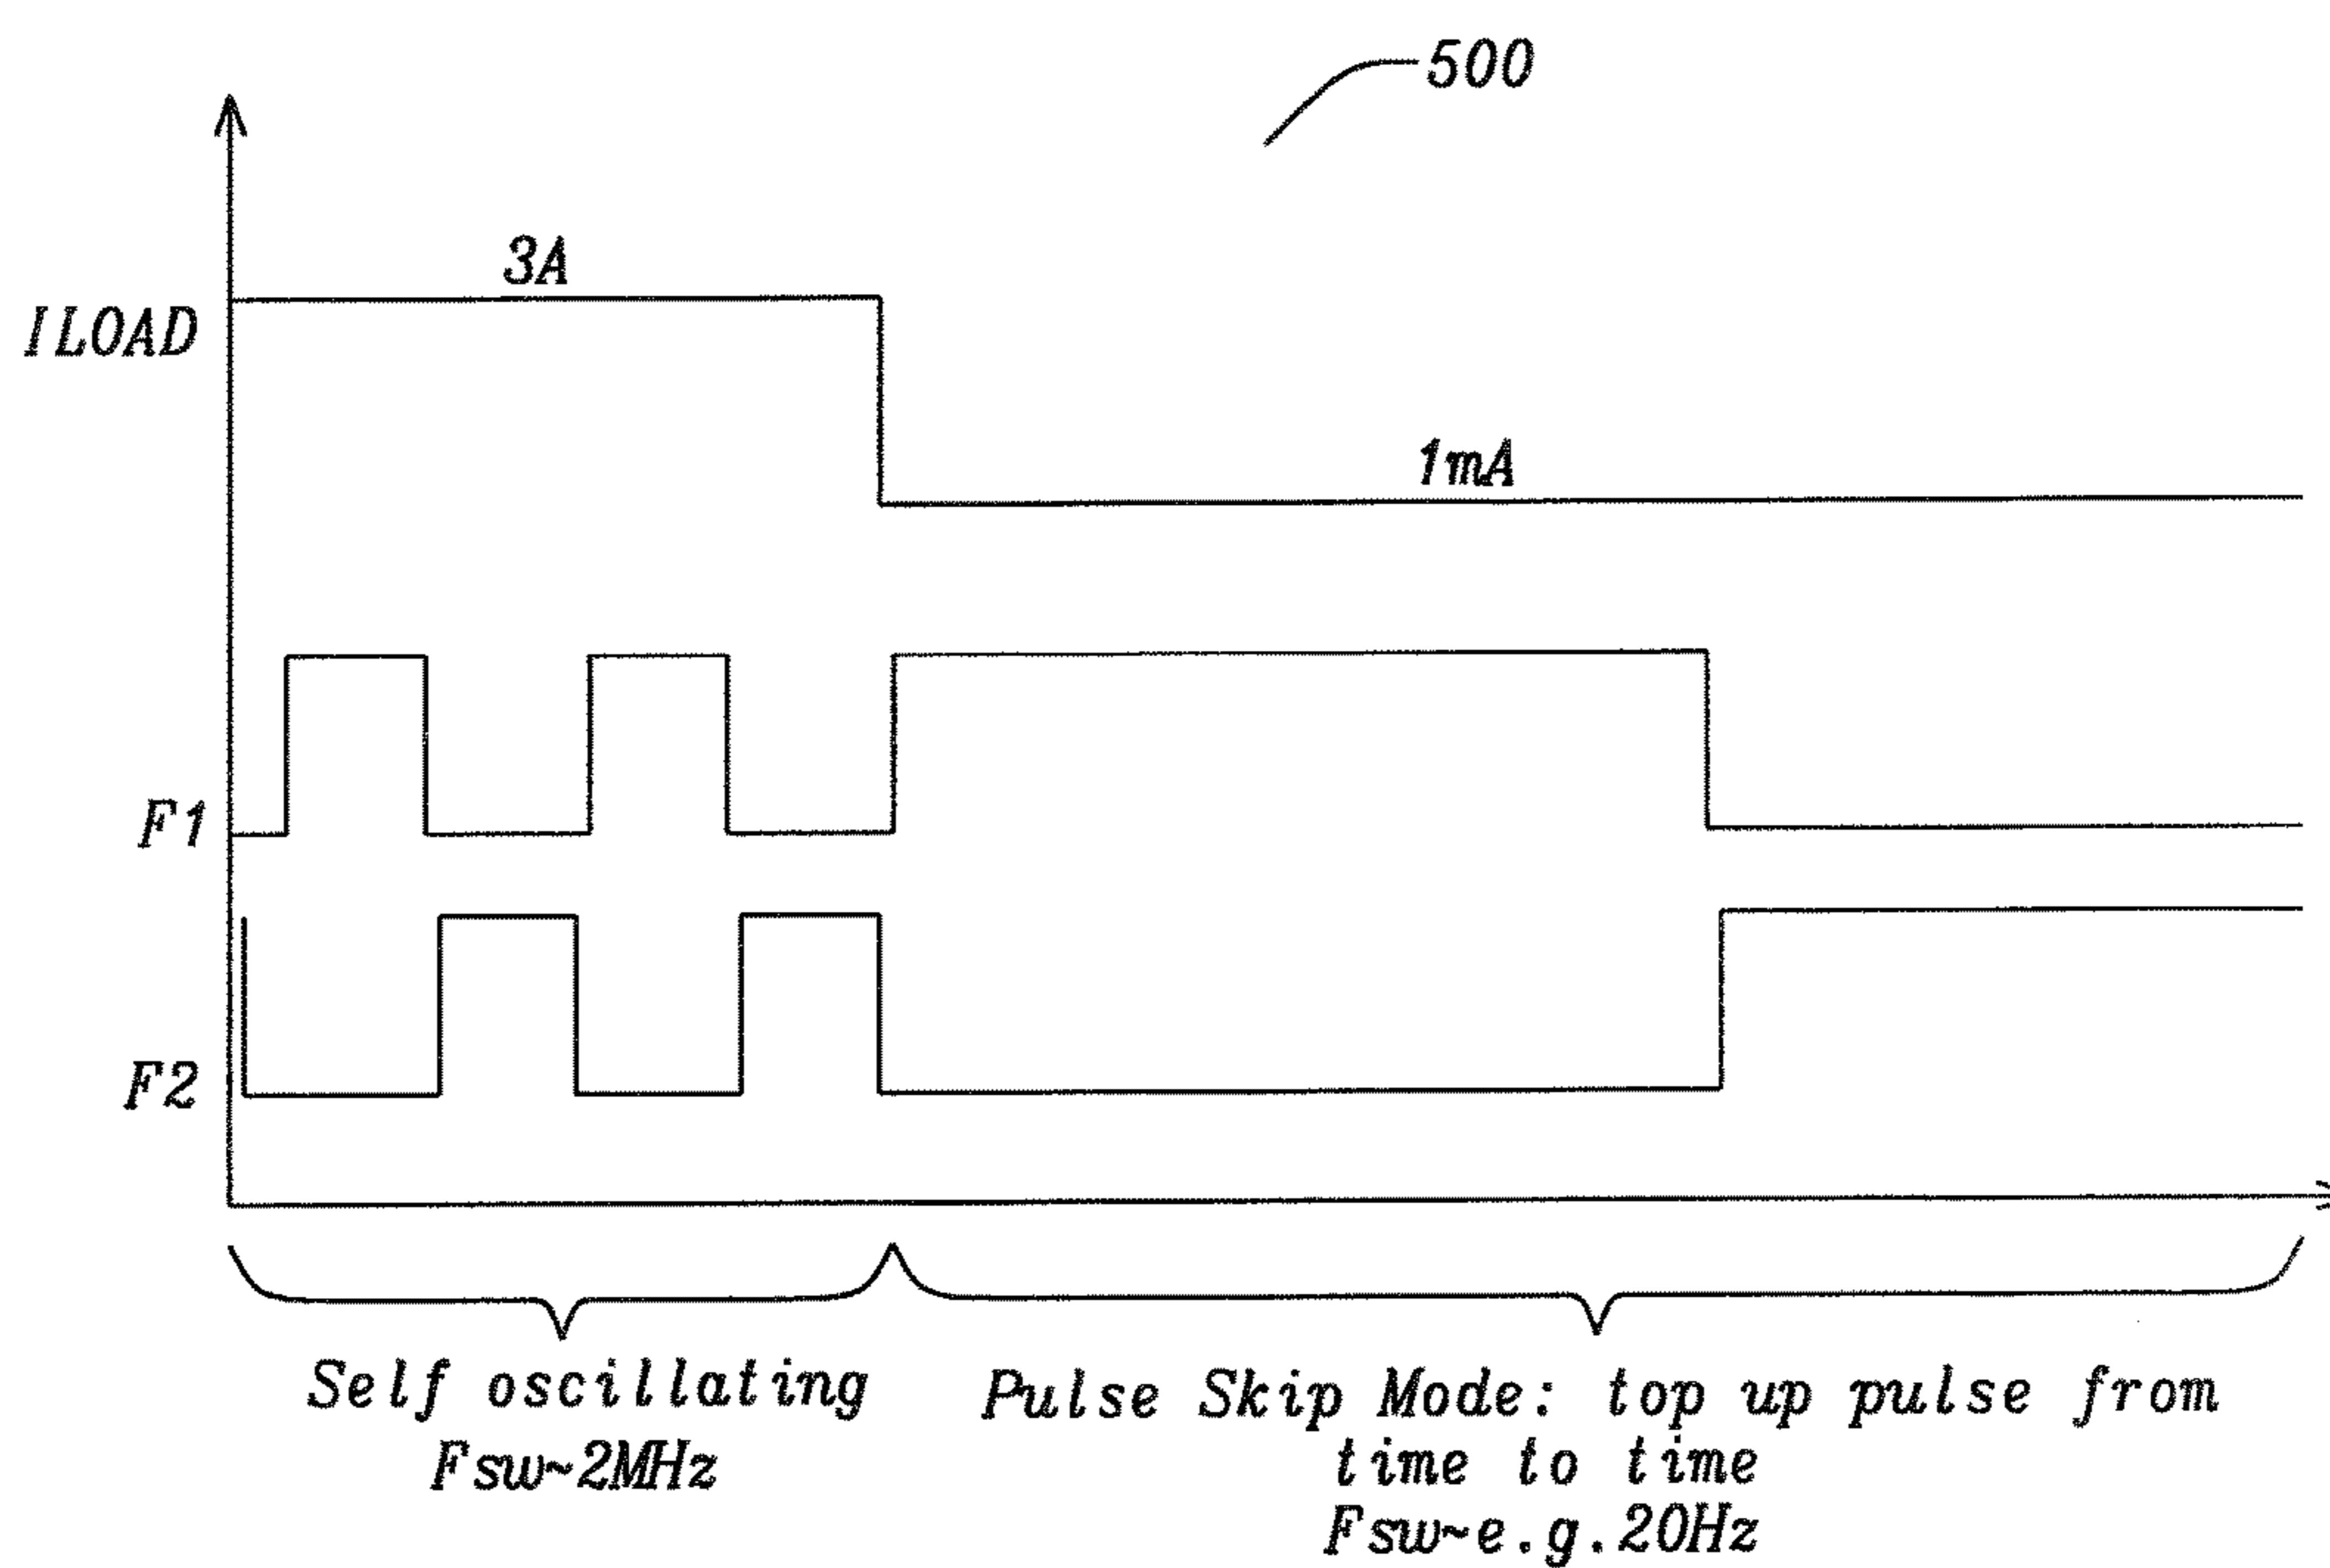 500
3A
ILOAD
1mA
F1
F2
Self oscillating
Fsw~2MHz
Pulse Skip Mode: top up pulse from
time to time
Fsw~e.g.20Hz